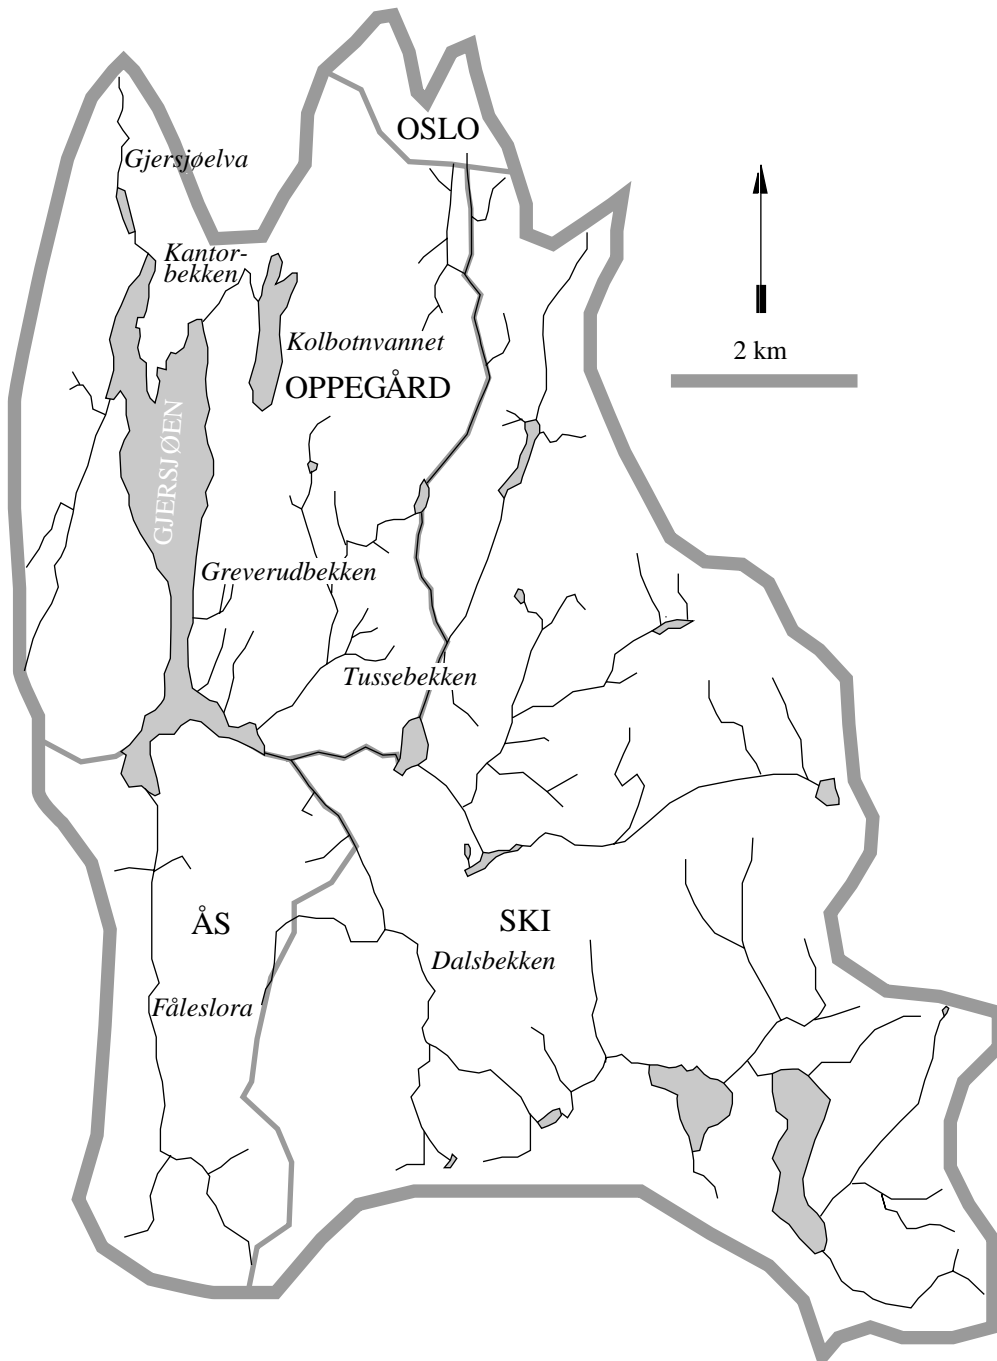 OSLO
Gjersjøelva
Kantor-
bekken
Kolbotnvannet
2 km
OPPEGÅRD
GJERSJØEN
Greverudbekken
Tussebekken
ÅS
SKI
Dalsbekken
Fåleslora